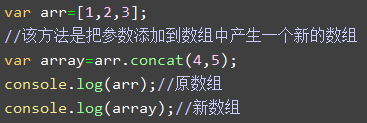 var arr=[1,2,3];
//该方法是把参数添加到数组中产生一个新的数组
var array=arr.concat(4,5);
console.log(arr);//原数组
console.log(array);//新数组